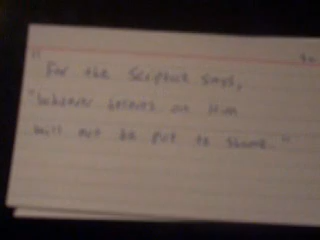 "For the Scripture says,
"whoever believes on Him
will not be put to shame."